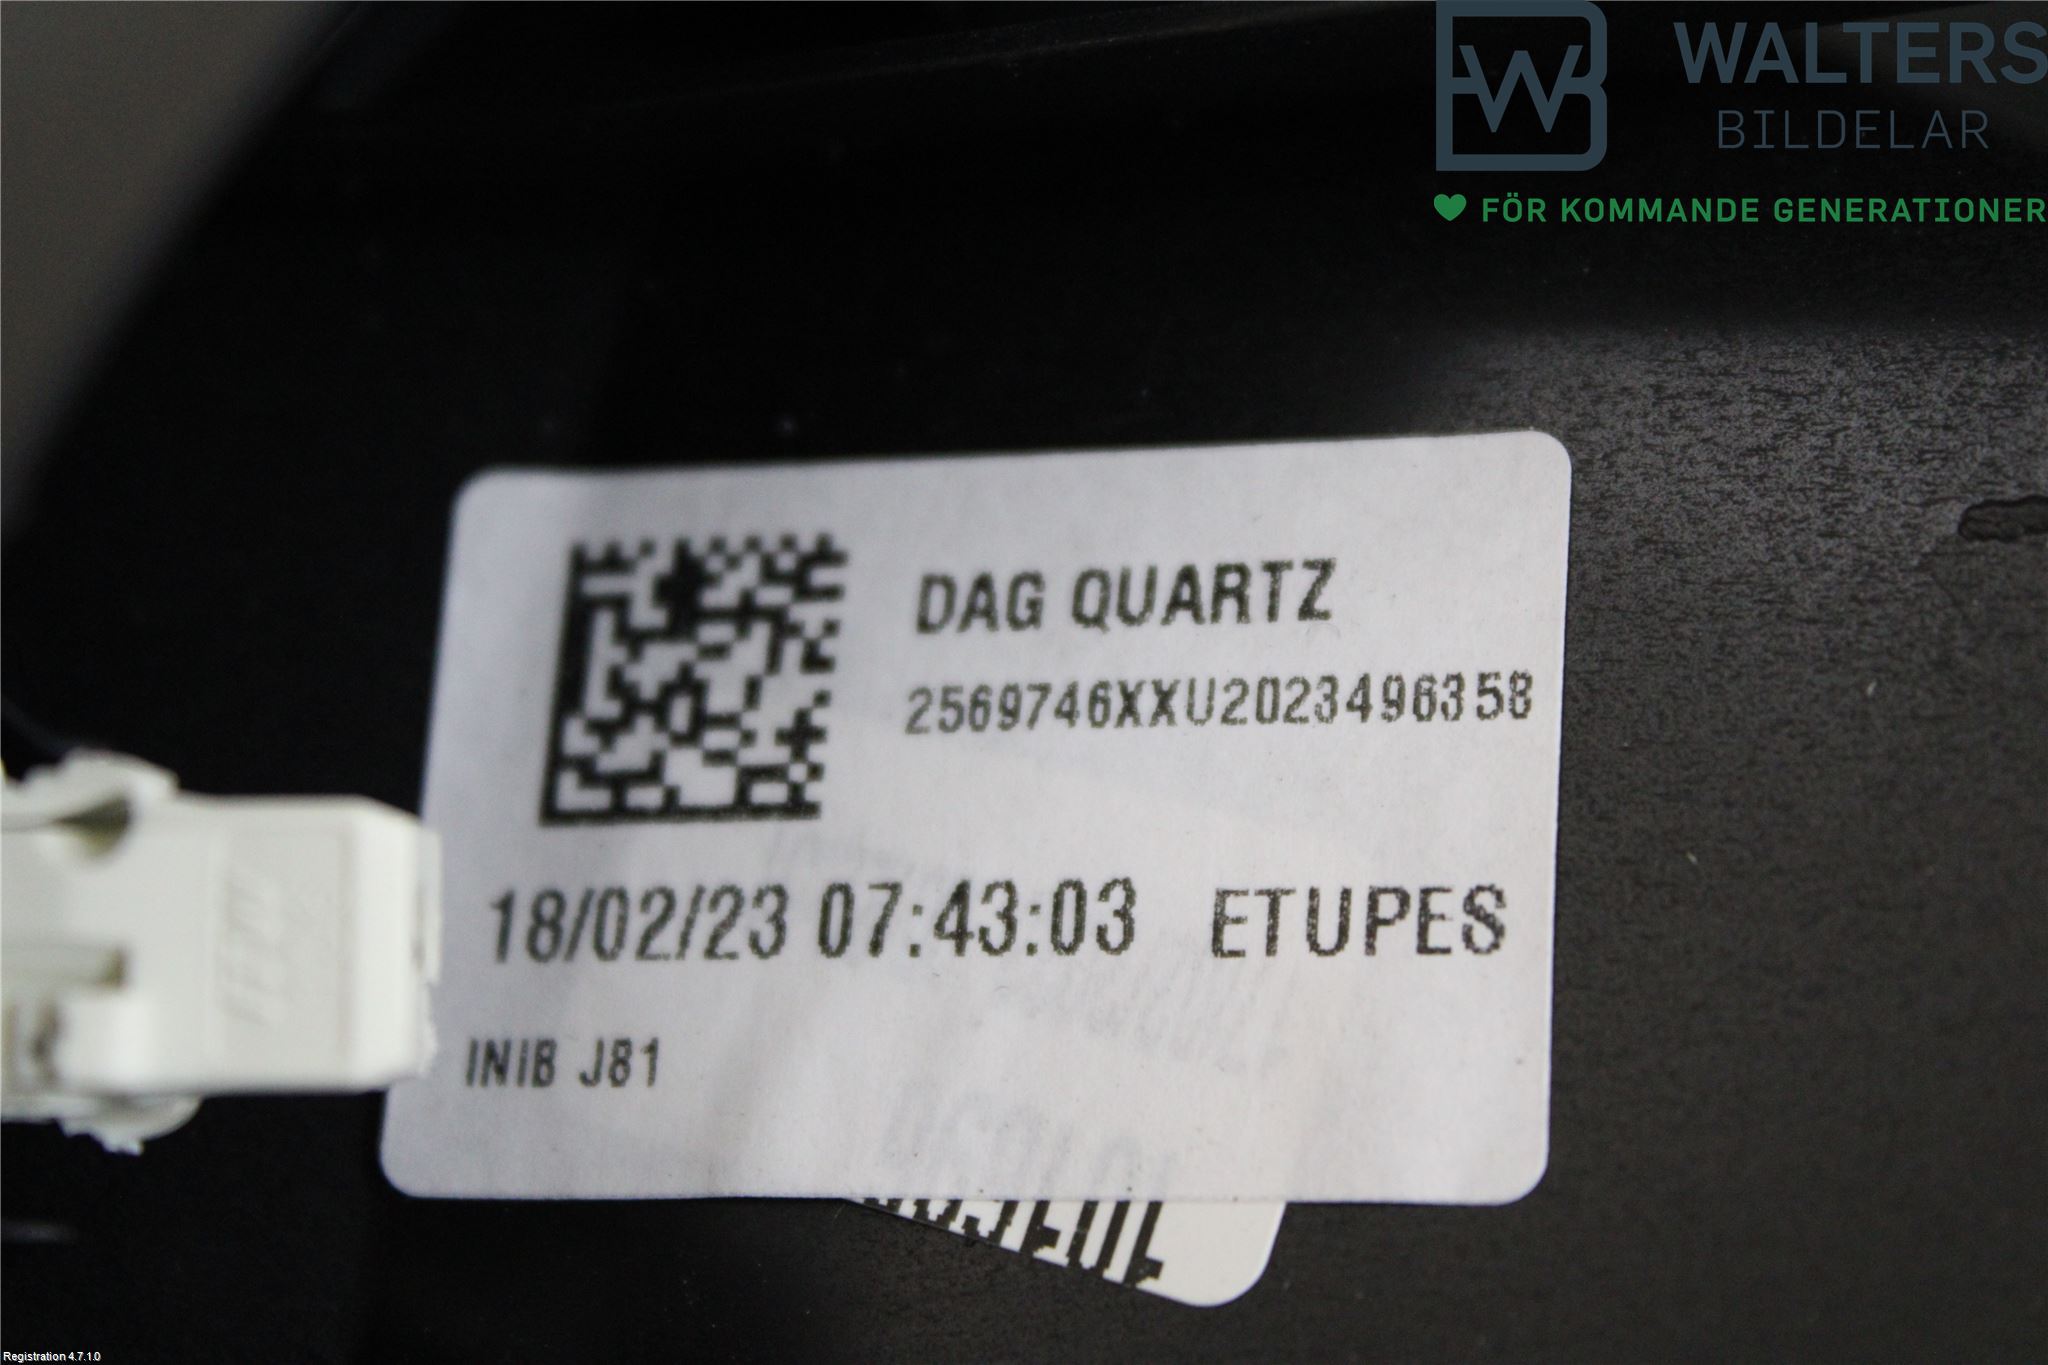 WALTERS
BILDELAR
FÖR KOMMANDE GENERATIONER
DAG QUARTZ
2569746XXU2023496358
18/02/23 07:43:03 ETUPES
INIB J81
Registration 4.7.1.0